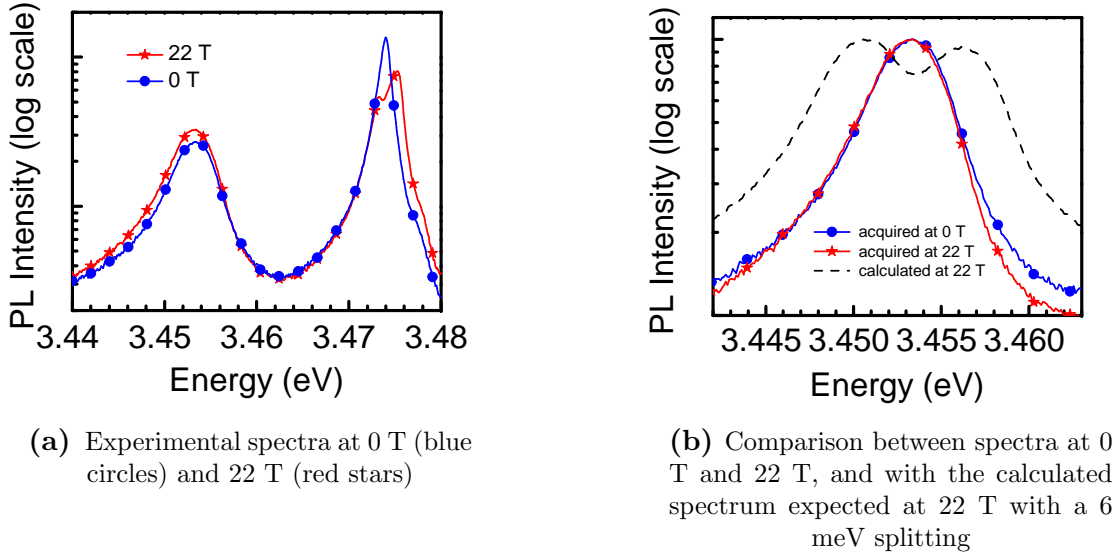 PL Intensity (log scale)
22 T
0 T
3.44 3.45 3.46 3.47 3.48
Energy (eV)
(a) Experimental spectra at 0 T (blue
circles) and 22 T (red stars)
PL Intensity (log scale)
acquired at 0 T
acquired at 22 T
calculated at 22 T
3.445 3.450 3.455 3.460
Energy (eV)
(b) Comparison between spectra at 0
T and 22 T, and with the calculated
spectrum expected at 22 T with a 6
meV splitting